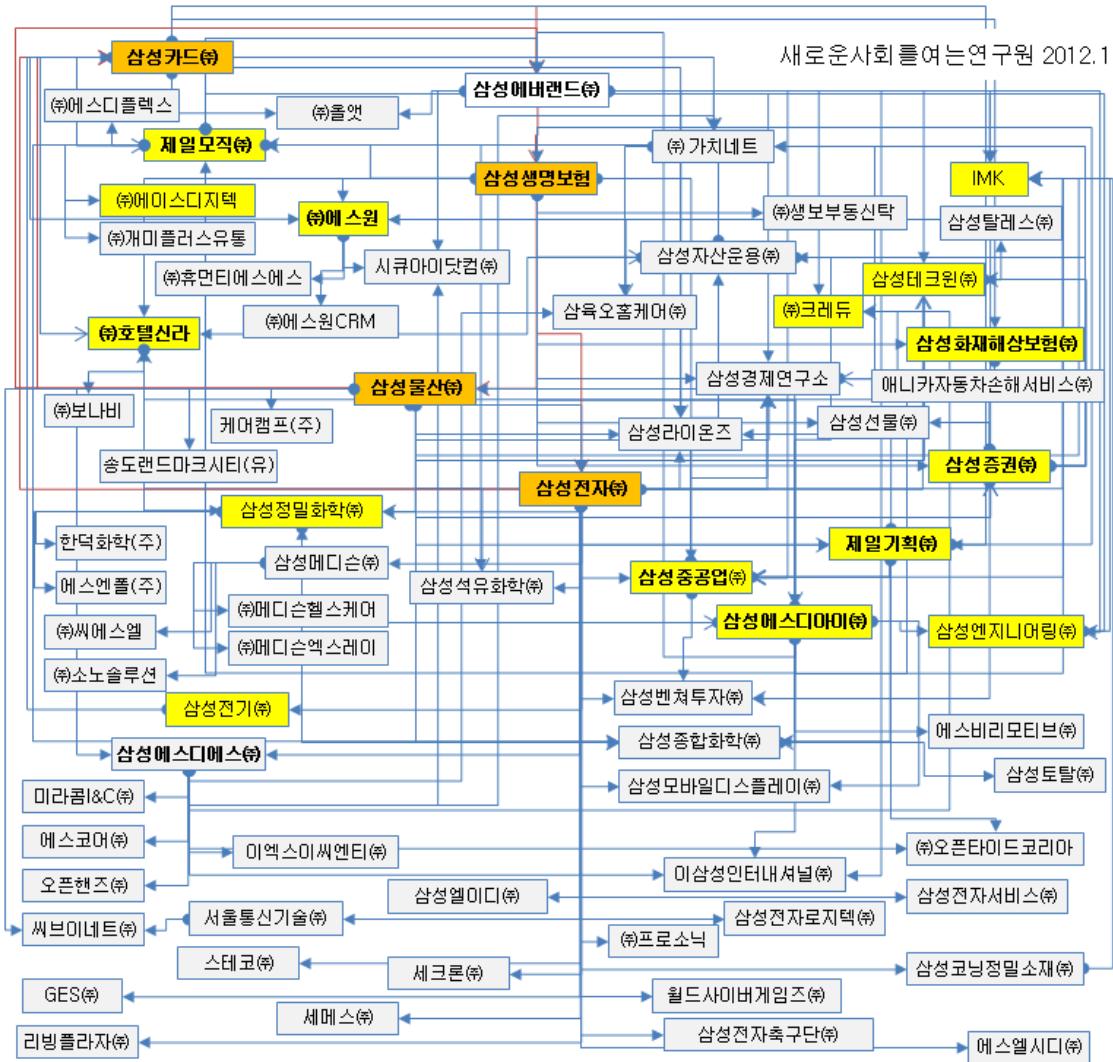 새로운사회를여는연구원 2012.1
삼성카드㈜
㈜에스디플렉스
㈜올앳
삼성에버랜드㈜
제일모직㈜
㈜가치네트
삼성생명보험
IMK
㈜에이스디지텍
㈜에스원
㈜생보부동신탁
삼성탈레스㈜
㈜개미플러스유통
시큐아이닷컴㈜
삼성자산운용㈜
㈜휴먼티에스에스
삼성테크윈㈜
삼육오홈케어㈜
㈜크레듀
㈜에스원CRM
㈜호텔신라
삼성화재해상보험㈜
삼성물산㈜
삼성경제연구소
애니카자동차손해서비스㈜
㈜보나비
케어캠프(주)
삼성라이온즈
삼성선물㈜
송도랜드마크시티(유)
삼성증권㈜
삼성전자㈜
삼성정밀화학㈜
한덕화학(주)
제일기획㈜
삼성메디슨㈜
에스엔폴(주)
삼성석유화학㈜
삼성중공업㈜
㈜메디슨헬스케어
㈜씨에스엘
삼성에스디아이㈜
삼성엔지니어링㈜
㈜메디슨엑스레이
㈜소노솔루션
삼성벤쳐투자㈜
삼성전기㈜
에스비리모티브㈜
삼성에스디에스㈜
삼성종합화학㈜
삼성토탈㈜
미라콤I&C㈜
삼성모바일디스플레이㈜
에스코어㈜
이엑스이씨엔티㈜
㈜오픈타이드코리아
오픈핸즈㈜
이삼성인터내셔널㈜
삼성엘이디㈜
삼성전자서비스㈜
씨브이네트㈜
서울통신기술㈜
삼성전자로지텍㈜
㈜프로소닉
스테코㈜
세크론㈜
삼성코닝정밀소재㈜
GES㈜
월드사이버게임즈㈜
세메스㈜
리빙플라자㈜
삼성전자축구단㈜
에스엘시디㈜